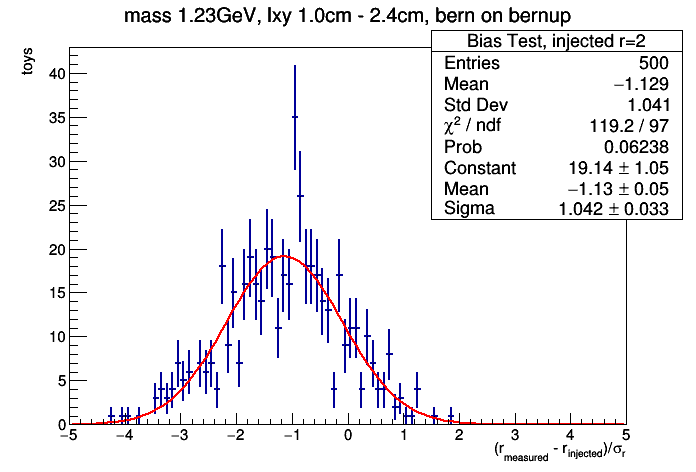 mass 1.23GeV, lxy 1.0cm - 2.4cm, bern on bernup
Bias Test, injected r=2
Entries 500
Mean −1.129
Std Dev 1.041
χ² / ndf 119.2 / 97
Prob 0.06238
Constant 19.14 ± 1.05
Mean −1.13 ± 0.05
Sigma 1.042 ± 0.033
toys
40
35
30
25
20
15
10
5
0
−5 −4 −3 −2 −1 0 1 2 3 4 5
(r_measured - r_injected)/σ_r